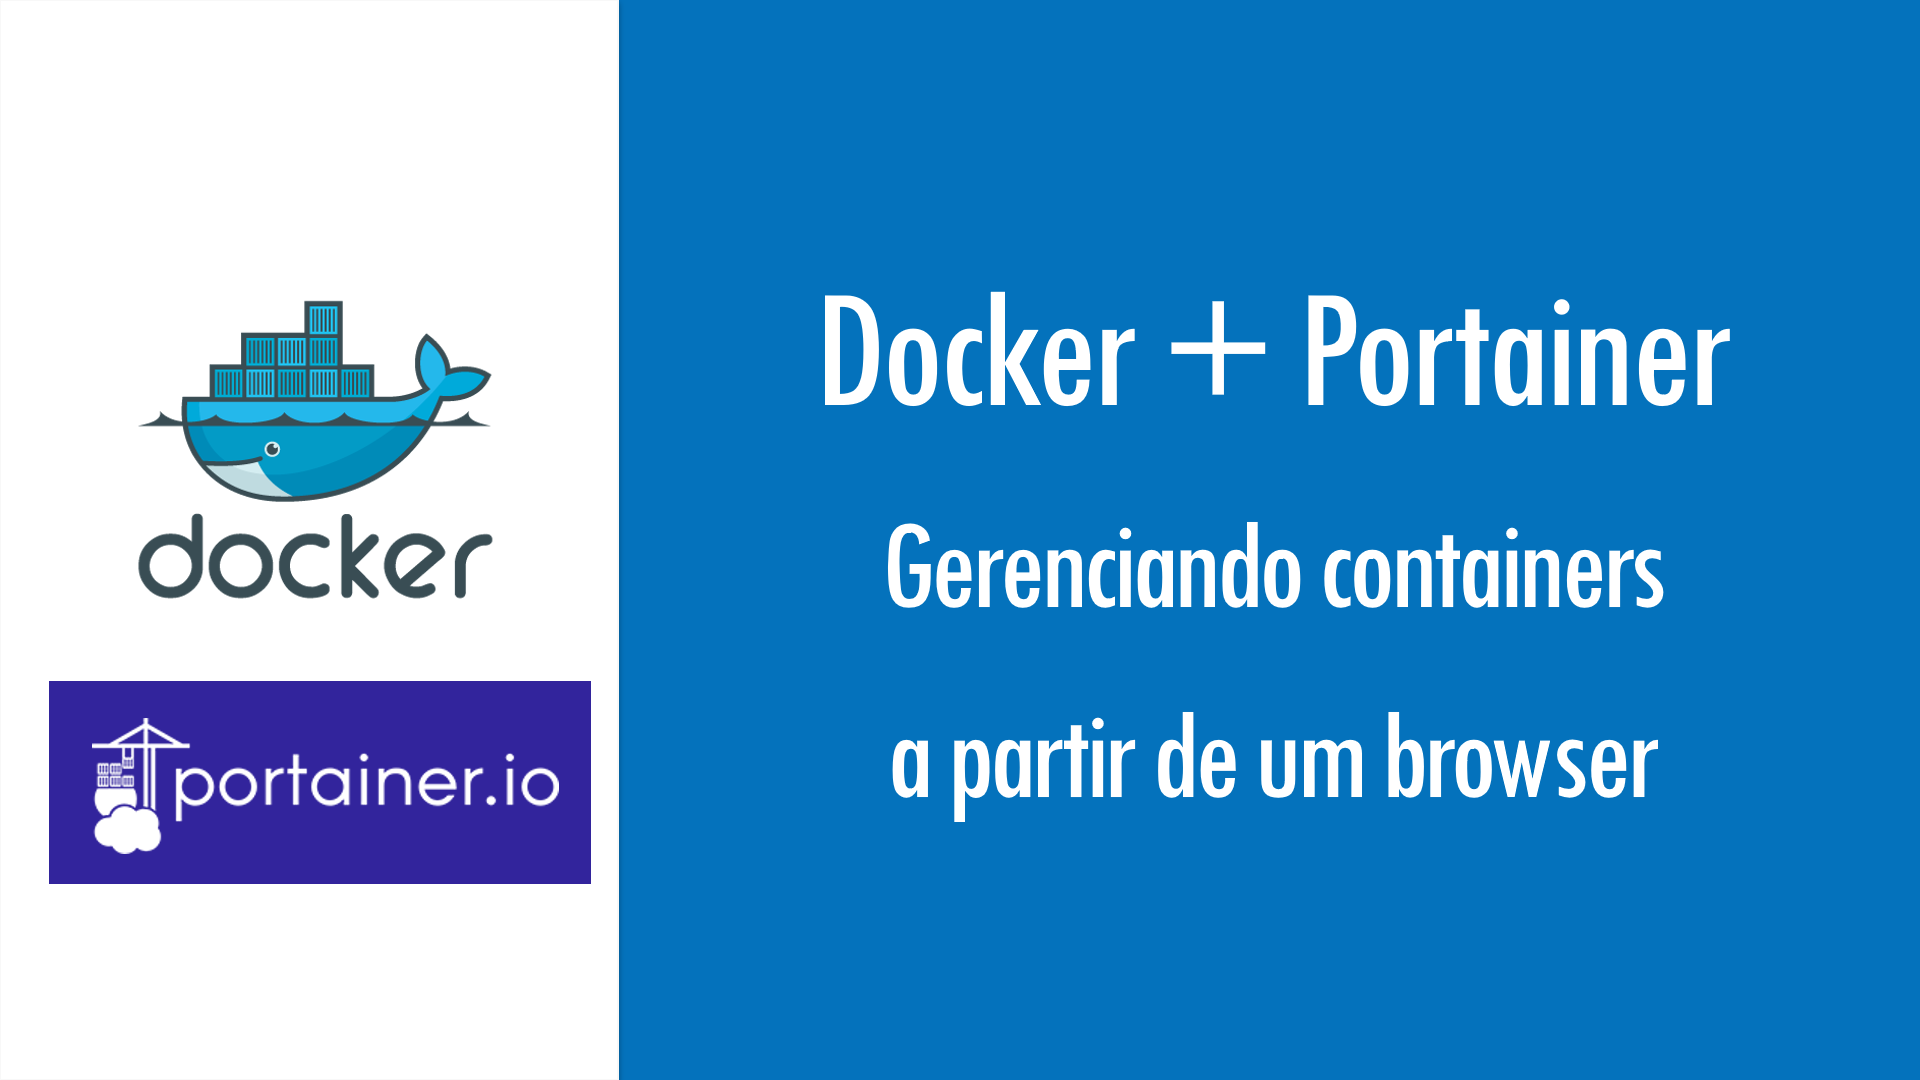 docker
portainer.io
Docker + Portainer
Gerenciando containers
a partir de um browser